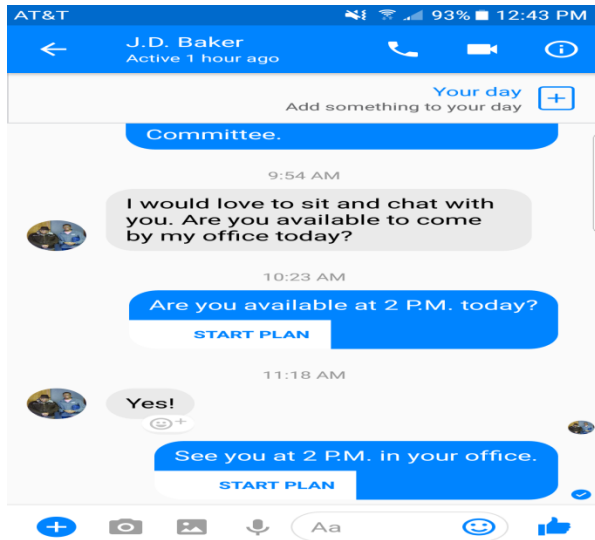 AT&T 93% 12:43 PM
J.D. Baker
Active 1 hour ago
Your day
Add something to your day
Committee.
9:54 AM
I would love to sit and chat with
you. Are you available to come
by my office today?
10:23 AM
Are you available at 2 P.M. today?
START PLAN
11:18 AM
Yes!
See you at 2 P.M. in your office.
START PLAN
Aa